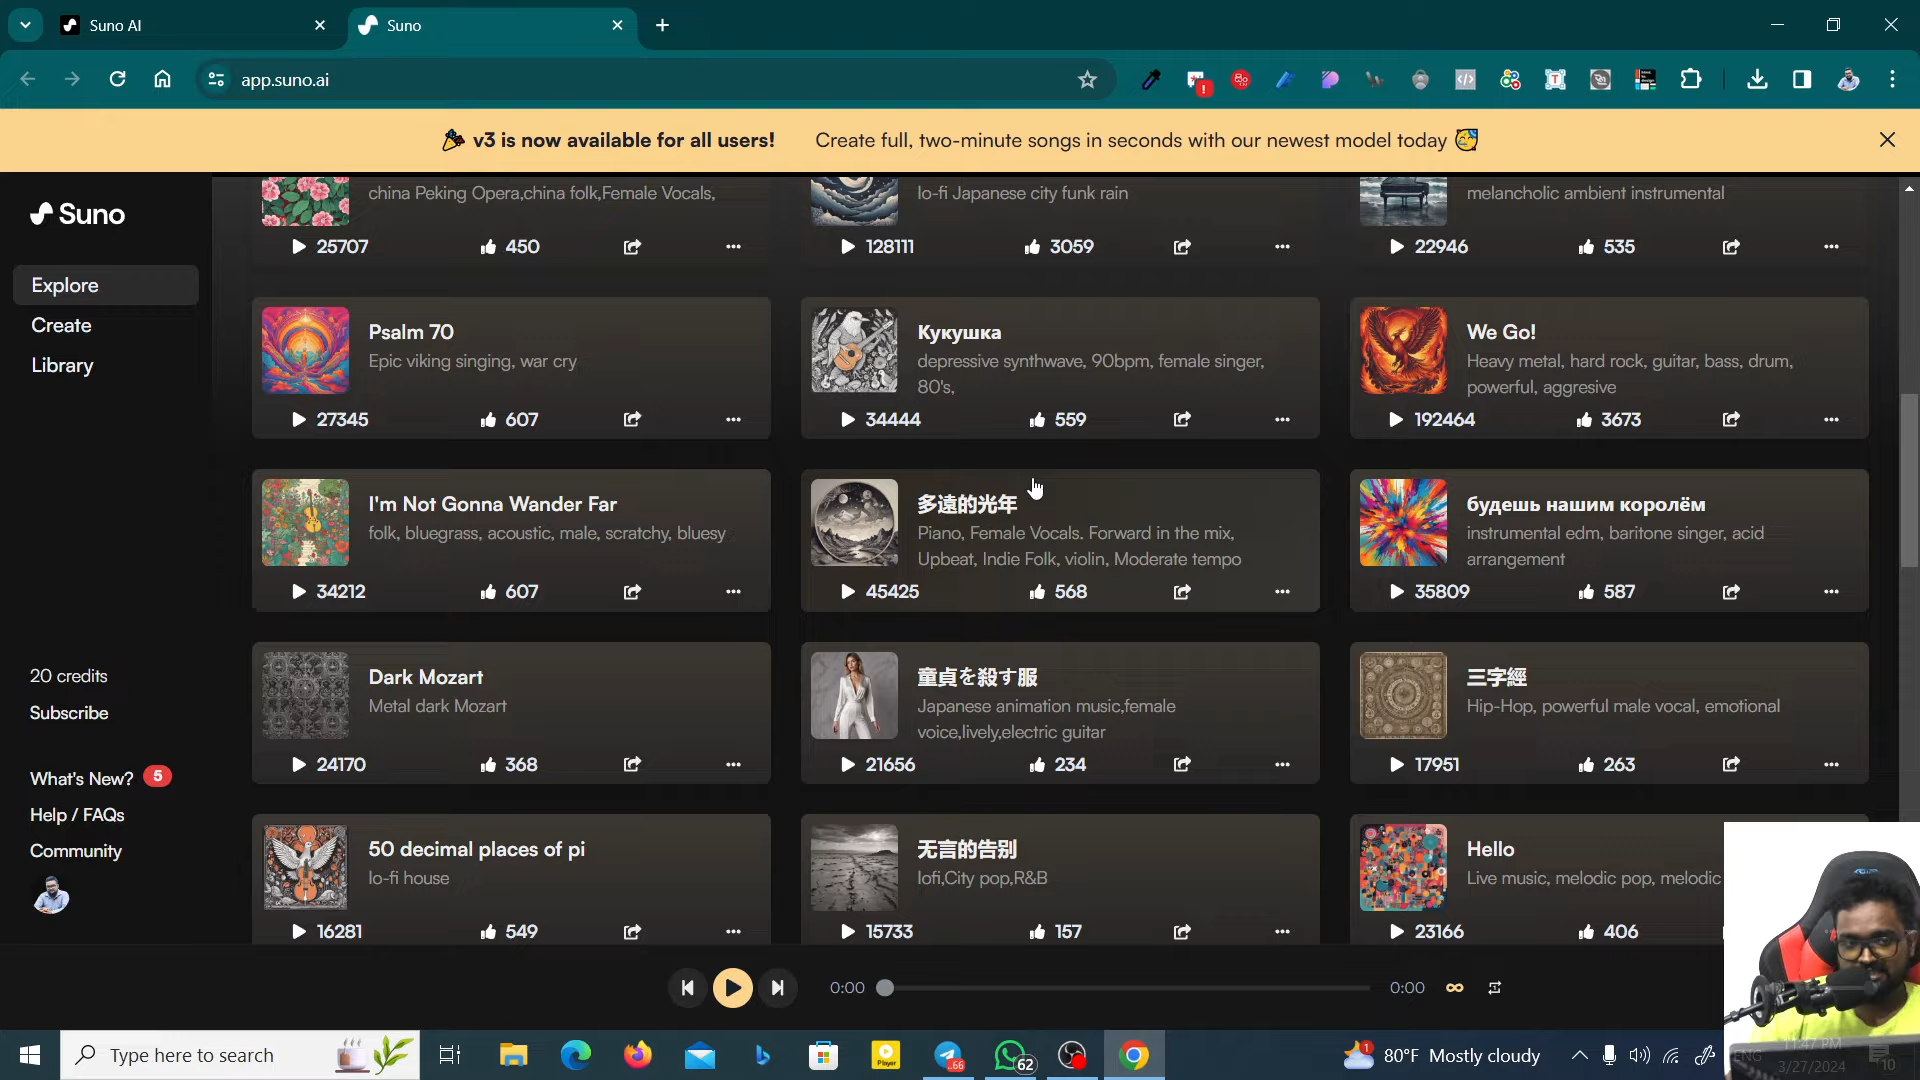 Suno AI
Suno
app.suno.ai
v3 is now available for all users! Create full, two-minute songs in seconds with our newest model today
Suno
Explore
Create
Library
20 credits
Subscribe
What's New? 5
Help / FAQs
Community
china Peking Opera,china folk,Female Vocals,
25707 450
lo-fi Japanese city funk rain
128111 3059
melancholic ambient instrumental
22946 535
Psalm 70
Epic viking singing, war cry
27345 607
Кукушка
depressive synthwave, 90bpm, female singer,
80's,
34444 559
We Go!
Heavy metal, hard rock, guitar, bass, drum,
powerful, aggresive
192464 3673
I'm Not Gonna Wander Far
folk, bluegrass, acoustic, male, scratchy, bluesy
34212 607
多遠的光年
Piano, Female Vocals. Forward in the mix,
Upbeat, Indie Folk, violin, Moderate tempo
45425 568
будешь нашим королём
instrumental edm, baritone singer, acid
arrangement
35809 587
Dark Mozart
Metal dark Mozart
24170 368
童貞を殺す服
Japanese animation music,female
voice,lively,electric guitar
21656 234
三字經
Hip-Hop, powerful male vocal, emotional
17951 263
50 decimal places of pi
lo-fi house
16281 549
无言的告别
lofi,City pop,R&B
15733 157
Hello
Live music, melodic pop, melodic
23166 406
0:00 0:00
Type here to search
Player
66
62
1
80°F Mostly cloudy
ENG
11:47 PM
3/27/2024
10